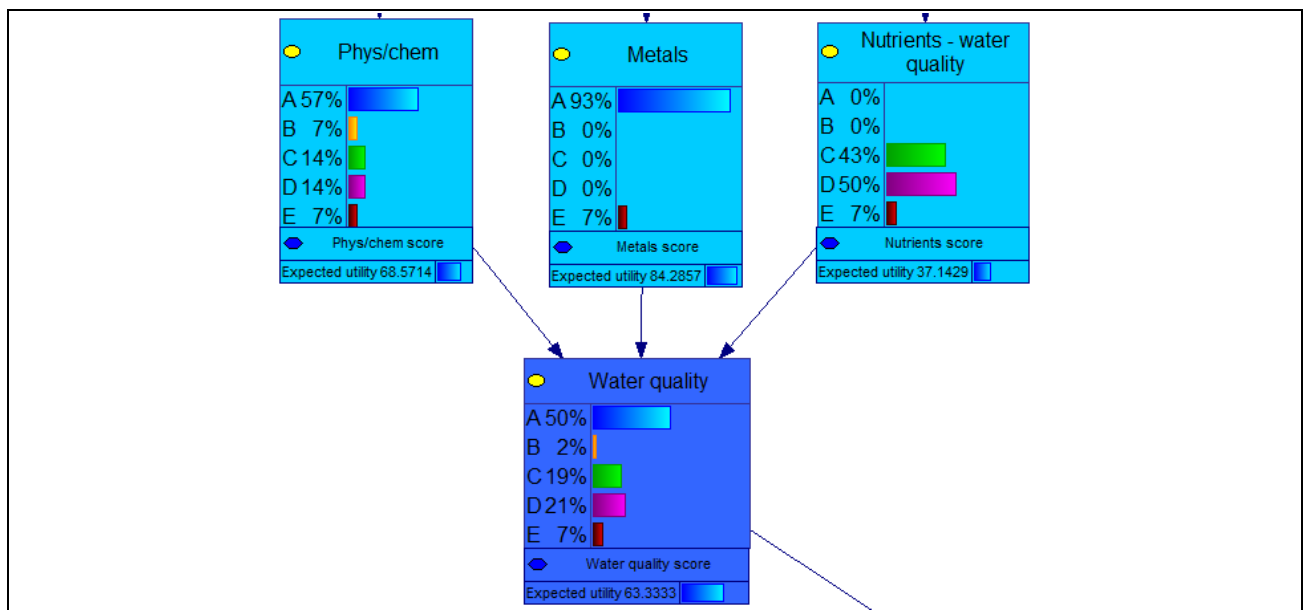 Phys/chem
A 57%
B 7%
C 14%
D 14%
E 7%
Phys/chem score
Expected utility 68.5714
Metals
A 93%
B 0%
C 0%
D 0%
E 7%
Metals score
Expected utility 84.2857
Nutrients - water
quality
A 0%
B 0%
C 43%
D 50%
E 7%
Nutrients score
Expected utility 37.1429
Water quality
A 50%
B 2%
C 19%
D 21%
E 7%
Water quality score
Expected utility 63.3333